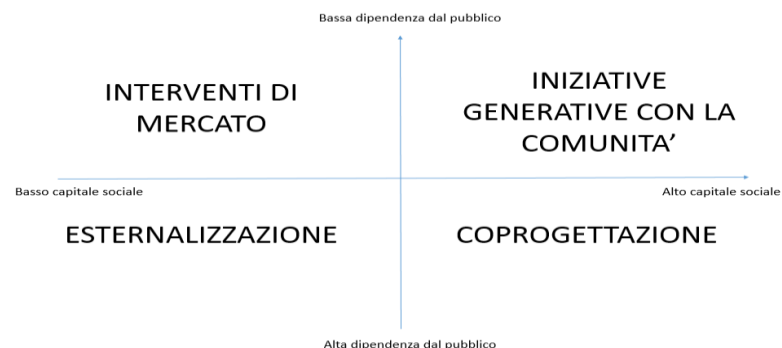 Bassa dipendenza dal pubblico
INTERVENTI DI
MERCATO
INIZIATIVE
GENERATIVE CON LA
COMUNITA’
Basso capitale sociale
Alto capitale sociale
ESTERNALIZZAZIONE
COPROGETTAZIONE
Alta dipendenza dal pubblico